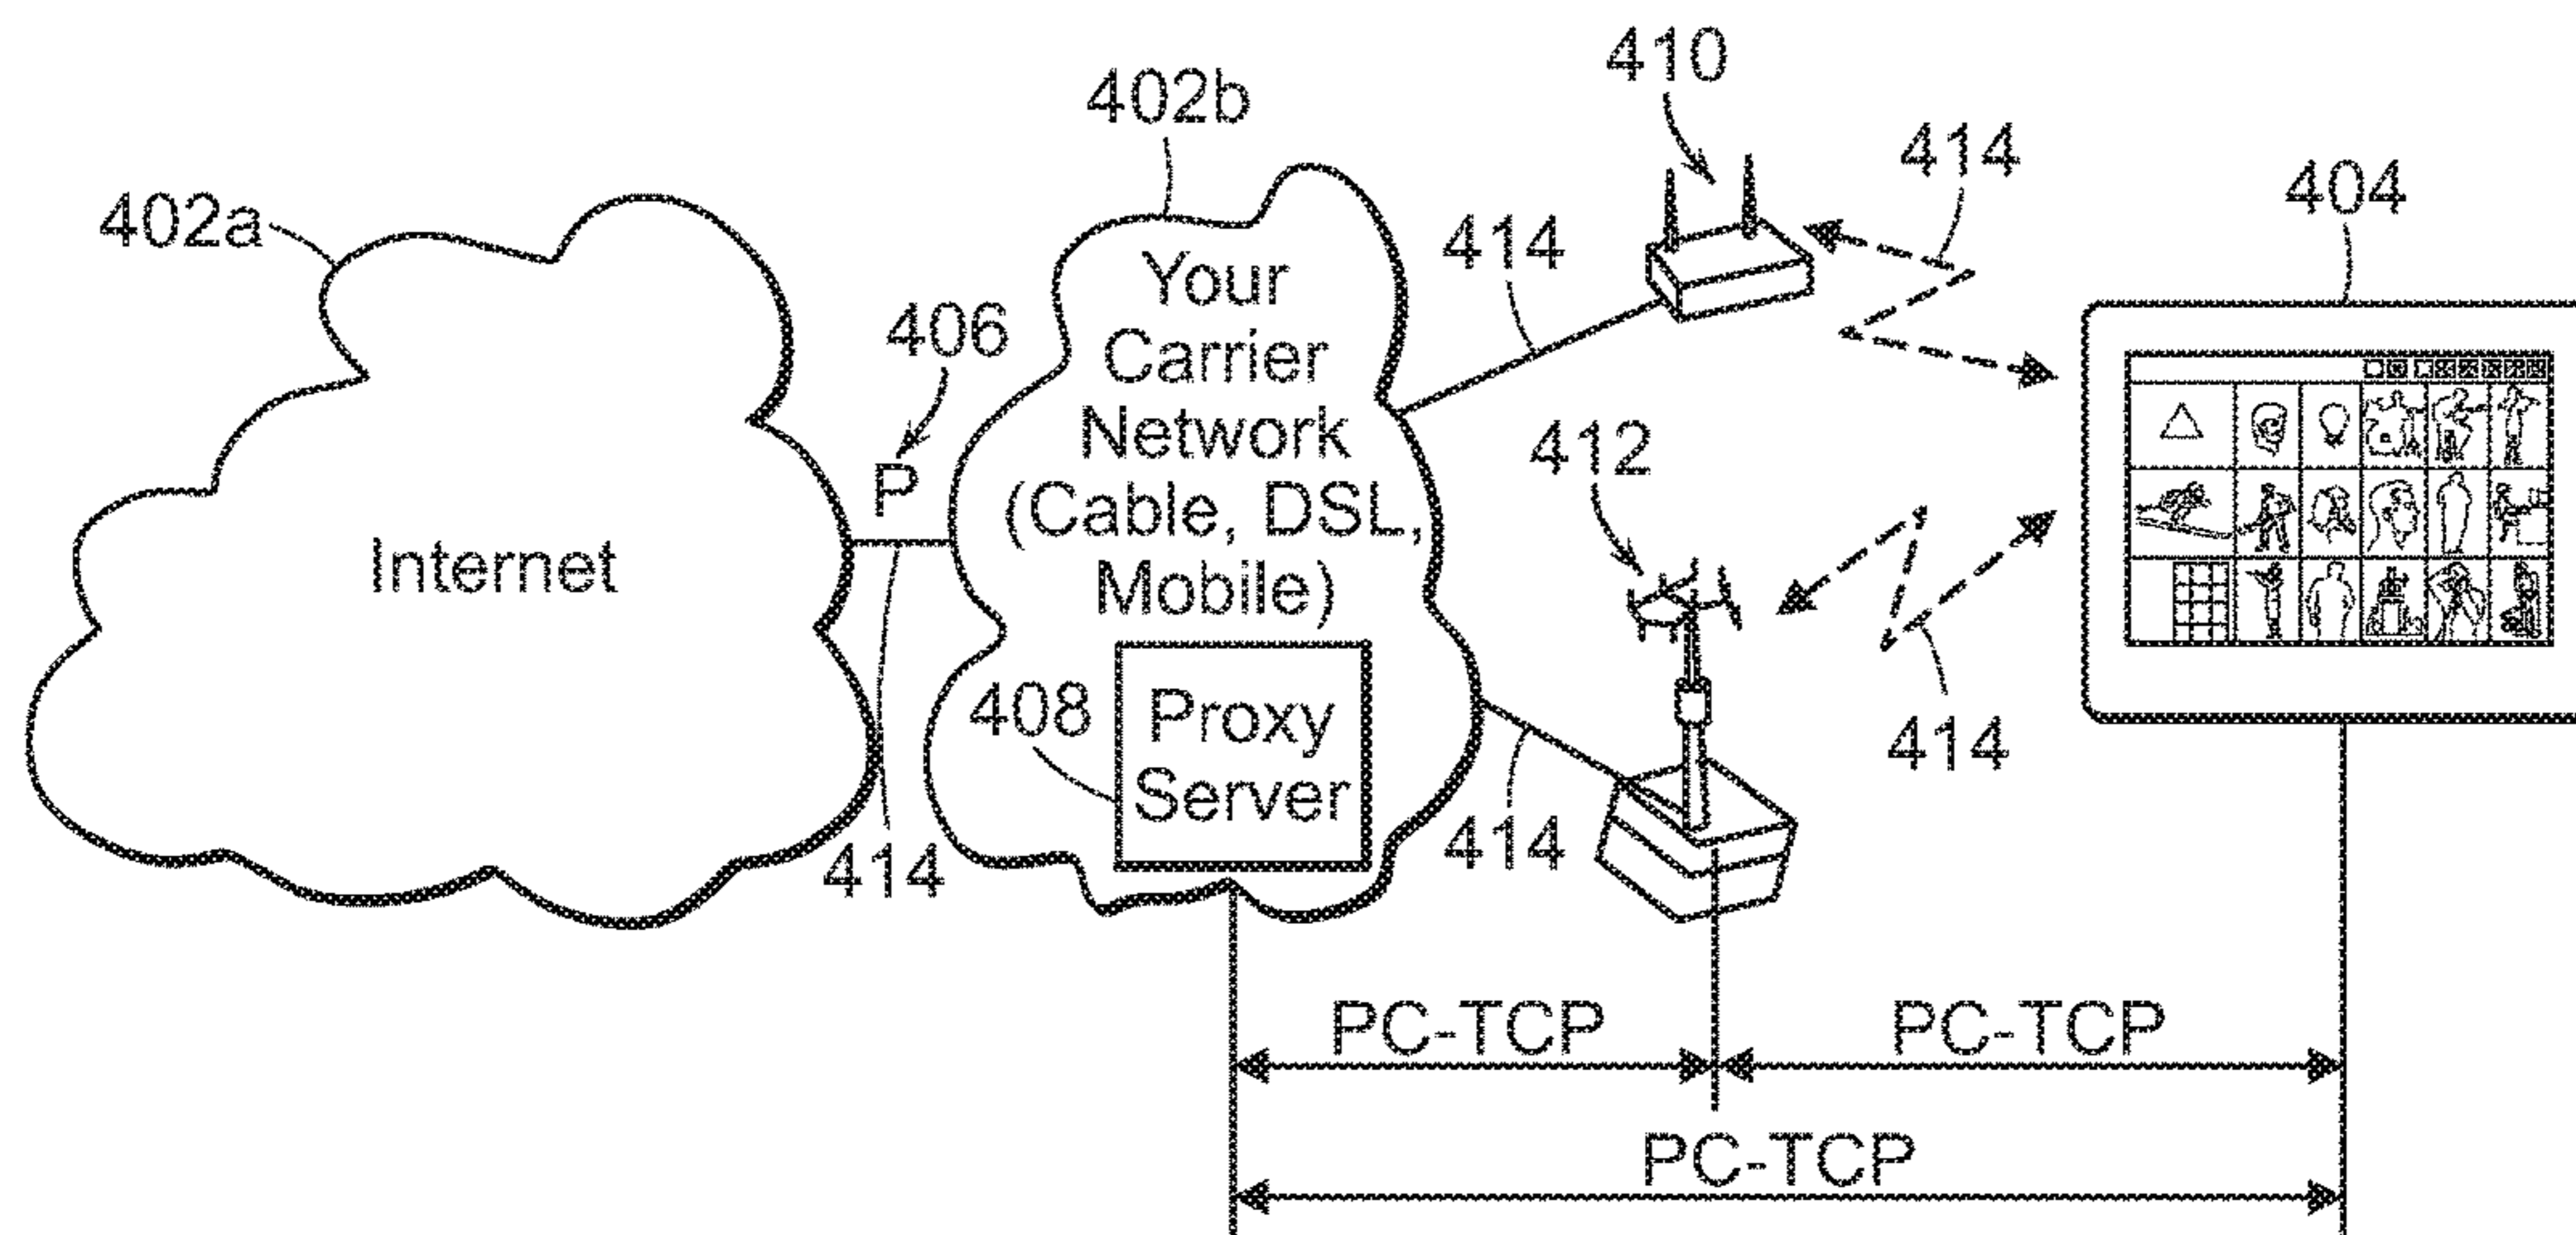 410
402b
414
404
402a
414
406
Your
Carrier
Network
(Cable, DSL,
Mobile)
P
412
Internet
408
Proxy
Server
414
414
414
PC-TCP
PC-TCP
PC-TCP